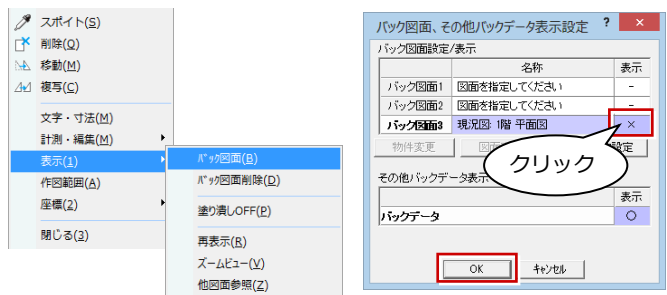 スポイト(S)
削除(Q)
移動(M)
複写(C)
文字・寸法(M)
計測・編集(M)
表示(1)
作図範囲(A)
座標(2)
閉じる(3)
ﾊﾞｯｸ図面(B)
ﾊﾞｯｸ図面削除(D)
塗り潰しOFF(P)
再表示(R)
ズームビュー(V)
他図面参照(Z)
バック図面、その他バックデータ表示設定 ? ×
バック図面設定/表示
名称 表示
バック図面1 図面を指定してください -
バック図面2 図面を指定してください -
バック図面3 現況図: 1階 平面図 ×
物件変更
クリック
その他バックデータ表示
表示
バックデータ ○
OK ｷｬﾝｾﾙ